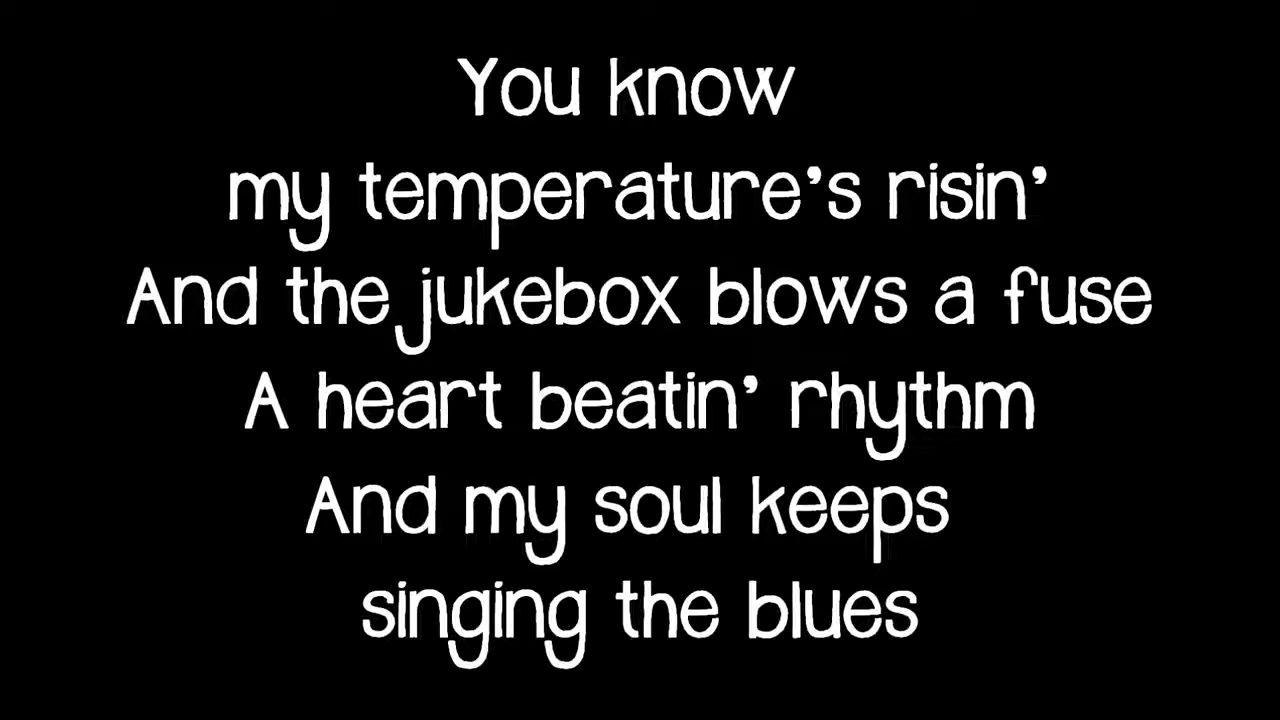 You know
my temperature's risin'
And the jukebox blows a fuse
A heart beatin' rhythm
And my soul keeps
singing the blues